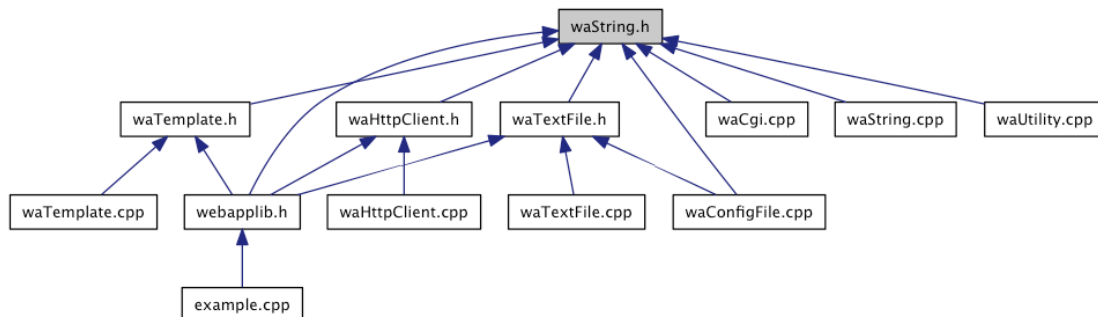 waString.h
waTemplate.h
waHttpClient.h
waTextFile.h
waCgi.cpp
waString.cpp
waUtility.cpp
waTemplate.cpp
webapplib.h
waHttpClient.cpp
waTextFile.cpp
waConfigFile.cpp
example.cpp